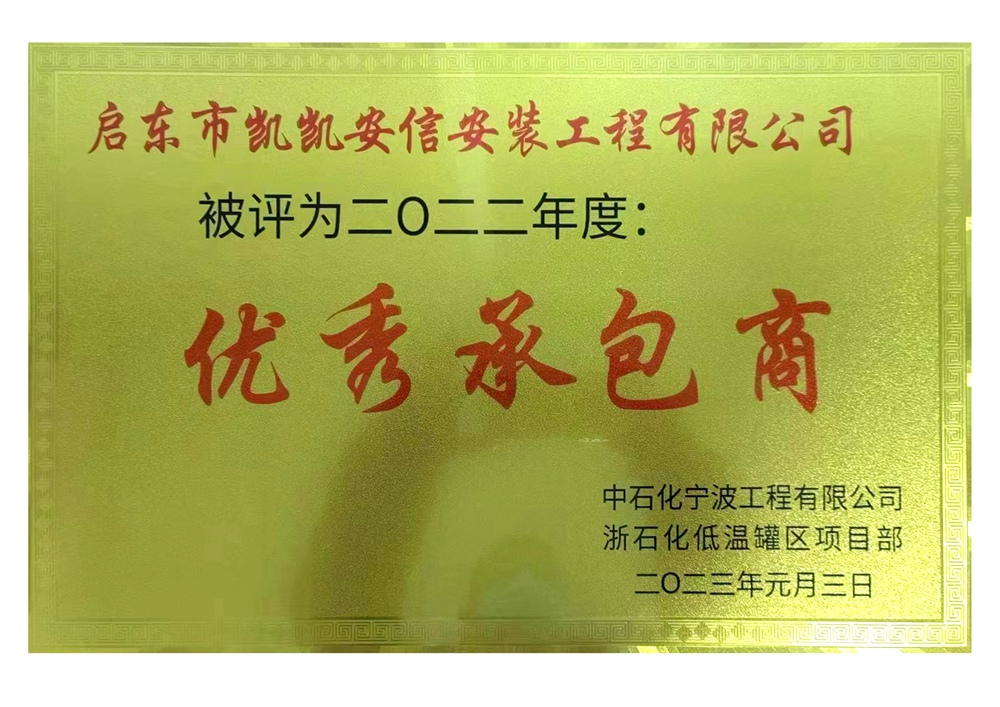 启东市凯凯安信安装工程有限公司
被评为二〇二二年度：
优秀承包商
中石化宁波工程有限公司
浙石化低温罐区项目部
二〇二三年元月三日